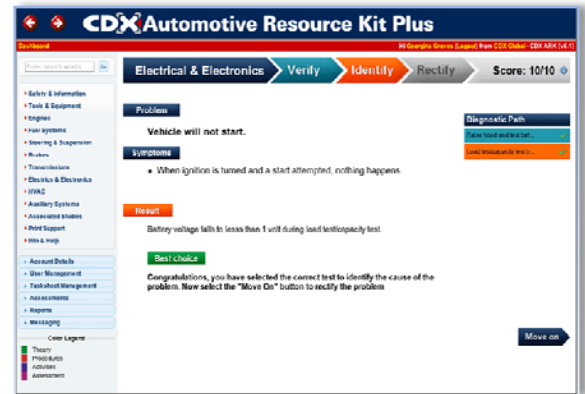 CDX Automotive Resource Kit Plus
Dashboard
Hi Georgina Graves (Logout) from CDX Global - CDX ARK (v4.1)
Electrical & Electronics Verify Identify Rectify Score: 10/10
Safety & Information
Tools & Equipment
Engines
Fuel Systems
Steering & Suspension
Brakes
Transmissions
Electrics & Electronics
HVAC
Auxiliary Systems
Associated Studies
Print Support
Info & Help
Account Details
User Management
Tasksheet Management
Assessments
Reports
Messaging
Color Legend
Theory
Procedures
Activities
Assessment
Problem
Vehicle will not start.
Symptoms
When ignition is turned and a start attempted, nothing happens.
Result
Battery voltage falls to less than 1 volt during load test/capacity test.
Best choice
Congratulations, you have selected the correct test to identify the cause of the
problem. Now select the "Move On" button to rectify the problem
Diagnostic Path
Move on